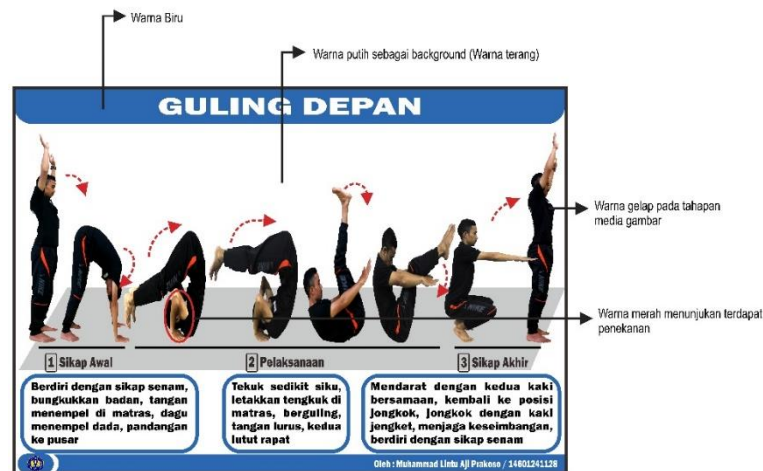 Warna Biru
Warna putih sebagai background (Warna terang)
GULING DEPAN
Warna gelap pada tahapan
media gambar
Warna merah menunjukan terdapat
penekanan
1 Sikap Awal
2 Pelaksanaan
3 Sikap Akhir
Berdiri dengan sikap senam,
bungkukkan badan, tangan
menempel di matras, dagu
menempel dada, pandangan
ke pusar
Tekuk sedikit siku,
letakkan tengkuk di
matras, berguling,
tangan lurus, kedua
lutut rapat
Mendarat dengan kedua kaki
bersamaan, kembali ke posisi
jongkok, jongkok dengan kaki
jengket, menjaga keseimbangan,
berdiri dengan sikap senam
Oleh : Muhammad Lintu Aji Prakoso / 14601241128